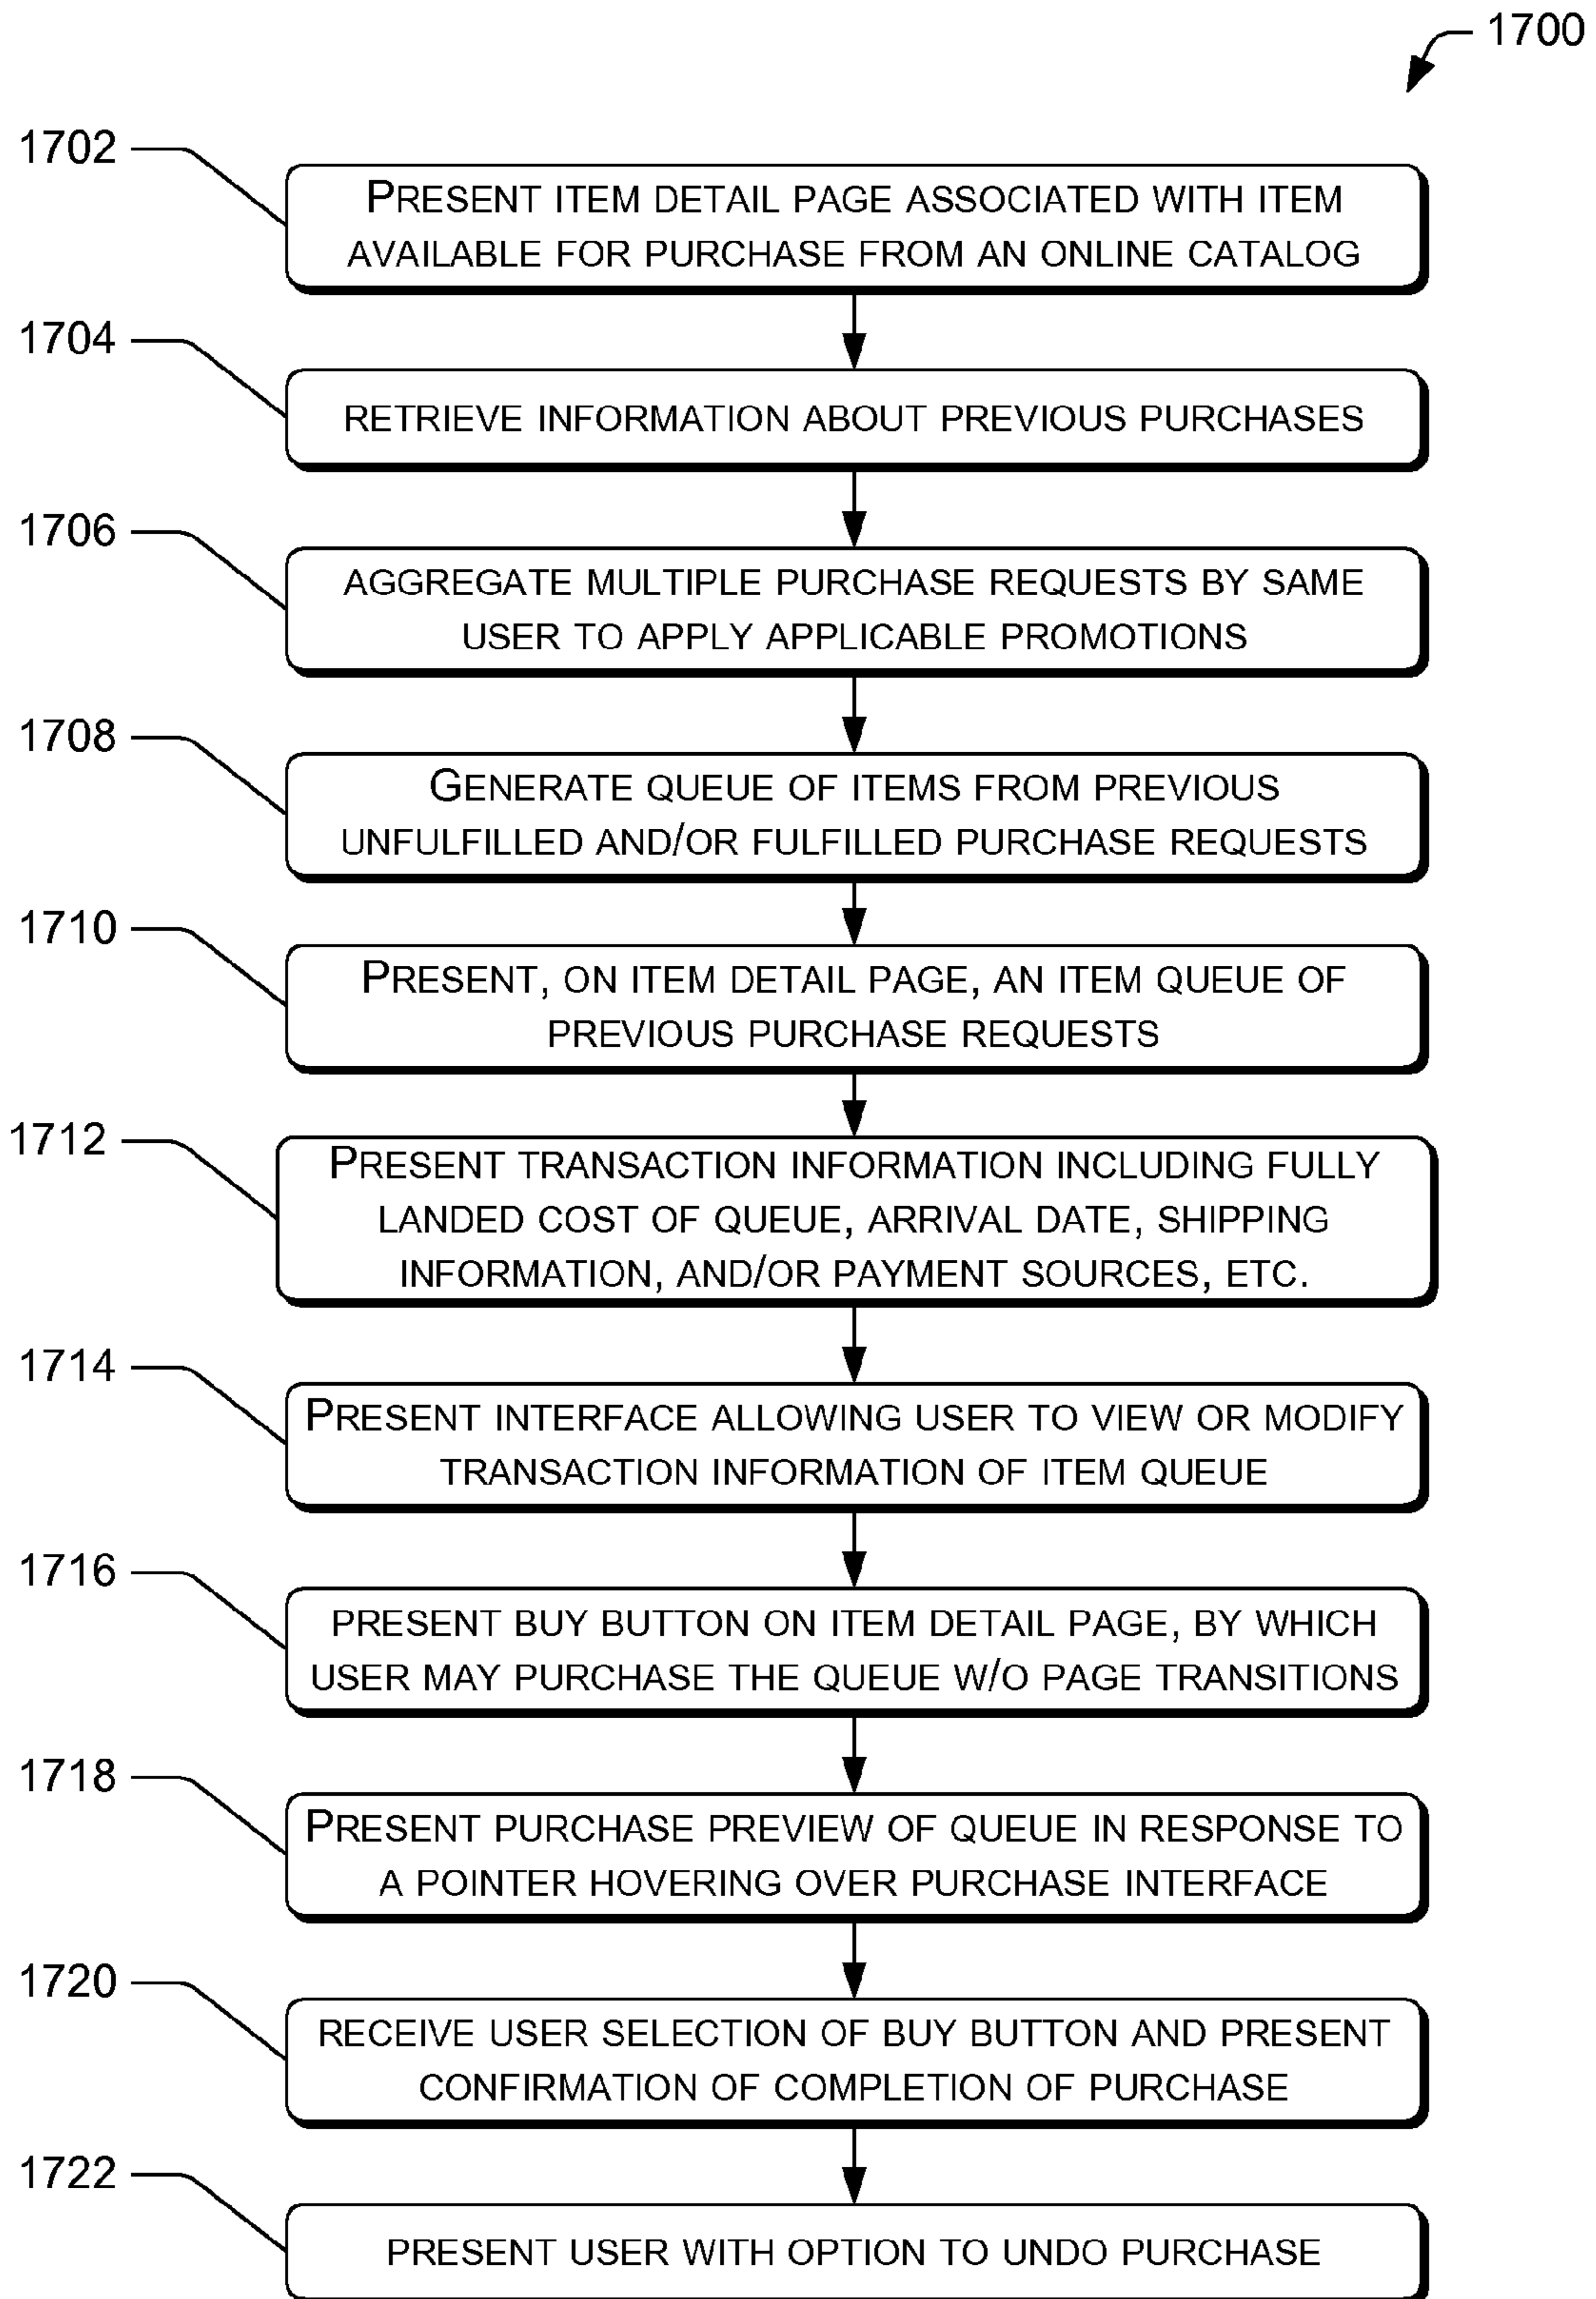 1700
1702
PRESENT ITEM DETAIL PAGE ASSOCIATED WITH ITEM
AVAILABLE FOR PURCHASE FROM AN ONLINE CATALOG
1704
RETRIEVE INFORMATION ABOUT PREVIOUS PURCHASES
1706
AGGREGATE MULTIPLE PURCHASE REQUESTS BY SAME
USER TO APPLY APPLICABLE PROMOTIONS
1708
GENERATE QUEUE OF ITEMS FROM PREVIOUS
UNFULFILLED AND/OR FULFILLED PURCHASE REQUESTS
1710
PRESENT, ON ITEM DETAIL PAGE, AN ITEM QUEUE OF
PREVIOUS PURCHASE REQUESTS
1712
PRESENT TRANSACTION INFORMATION INCLUDING FULLY
LANDED COST OF QUEUE, ARRIVAL DATE, SHIPPING
INFORMATION, AND/OR PAYMENT SOURCES, ETC.
1714
PRESENT INTERFACE ALLOWING USER TO VIEW OR MODIFY
TRANSACTION INFORMATION OF ITEM QUEUE
1716
PRESENT BUY BUTTON ON ITEM DETAIL PAGE, BY WHICH
USER MAY PURCHASE THE QUEUE W/O PAGE TRANSITIONS
1718
PRESENT PURCHASE PREVIEW OF QUEUE IN RESPONSE TO
A POINTER HOVERING OVER PURCHASE INTERFACE
1720
RECEIVE USER SELECTION OF BUY BUTTON AND PRESENT
CONFIRMATION OF COMPLETION OF PURCHASE
1722
PRESENT USER WITH OPTION TO UNDO PURCHASE